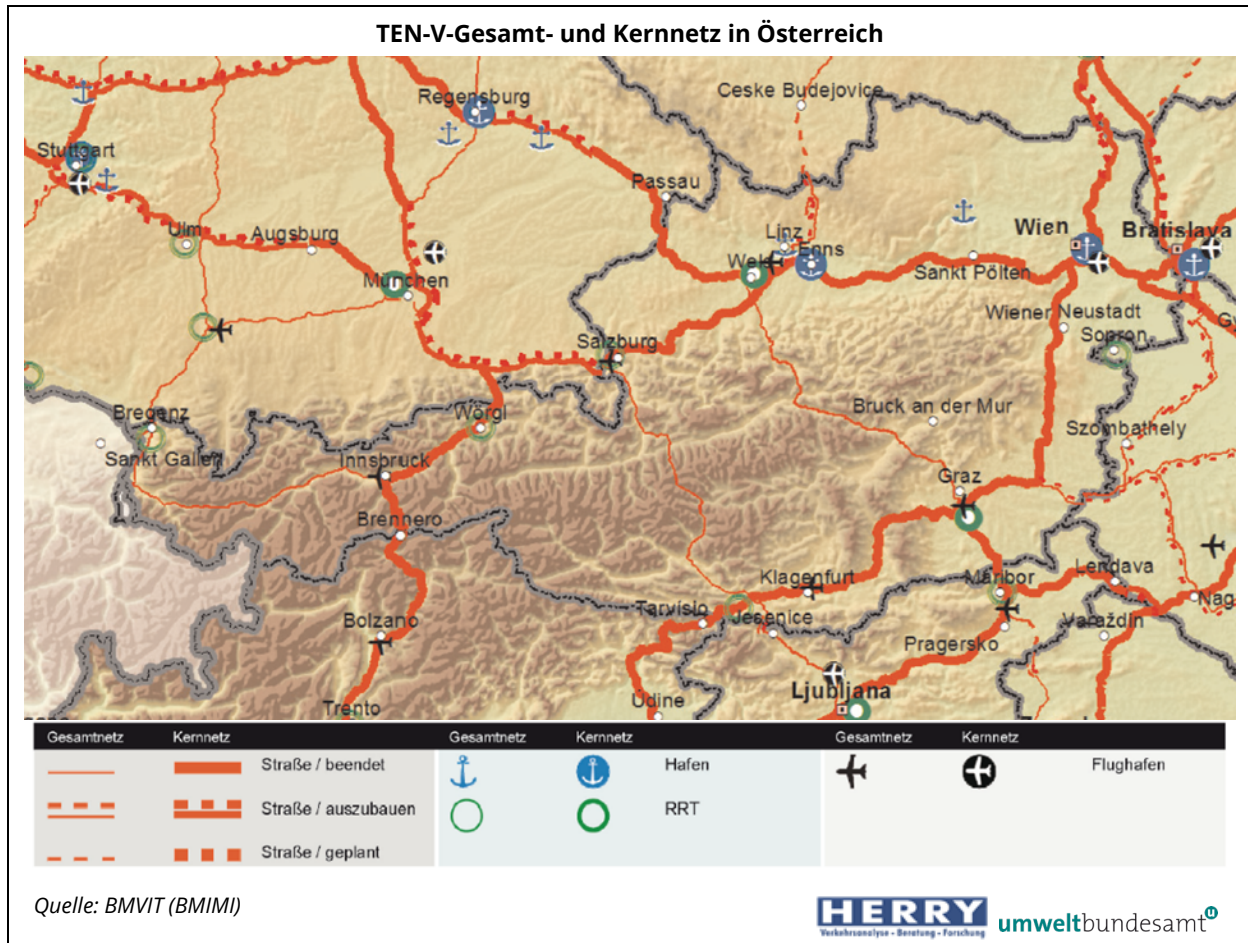 TEN-V-Gesamt- und Kernnetz in Österreich
Regensburg
Ceske Budejovice
Stuttgart
Passau
Ulm
Augsburg
Linz
Enns
Wien
Bratislava
Wels
Sankt Pölten
München
Wiener Neustadt
Sopron
Salzburg
Bregenz
Wörgl
Bruck an der Mur
Szombathely
Sankt Gallen
Innsbruck
Graz
Brennero
Klagenfurt
Maribor
Lendava
Nag
Tarvisio
Jesenice
Varaždin
Bolzano
Pragersko
Ljubljana
Trento
Udine
Gesamtnetz Kernnetz Gesamtnetz Kernnetz Gesamtnetz Kernnetz
Straße / beendet Hafen Flughafen
Straße / auszubauen RRT
Straße / geplant
Quelle: BMVIT (BMIMI)
HERRY
Verkehrsanalyse - Beratung - Forschung
umweltbundesamt